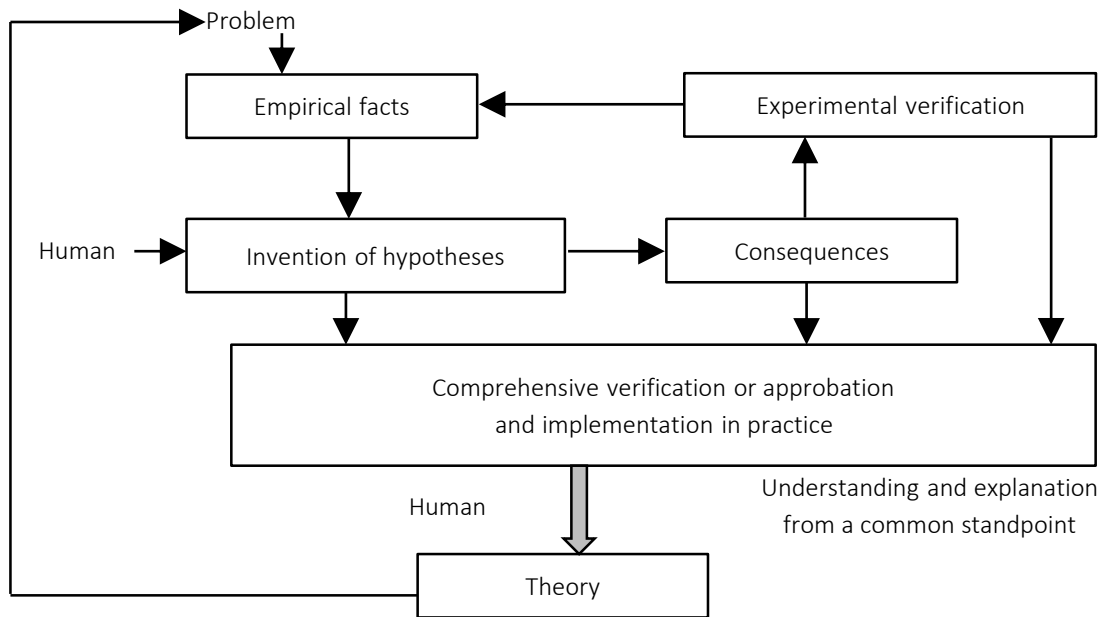 Problem
Empirical facts
Experimental verification
Human
Invention of hypotheses
Consequences
Comprehensive verification or approbation
and implementation in practice
Human
Understanding and explanation
from a common standpoint
Theory